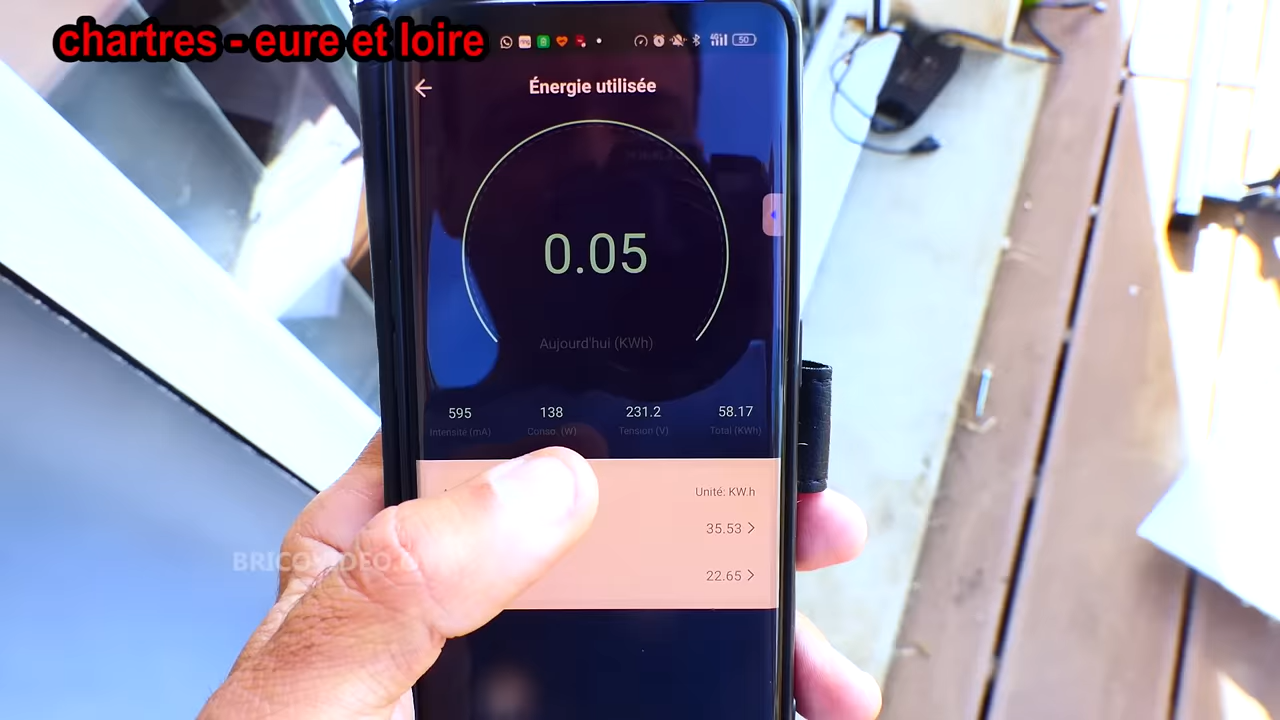 chartres - eure et loire
50
Énergie utilisée
0.05
Aujourd'hui (KWh)
595 138 231.2 58.17
Intensité (mA) Conso. (W) Tension (V) Total (KWh)
Unité: KW.h
35.53
22.65